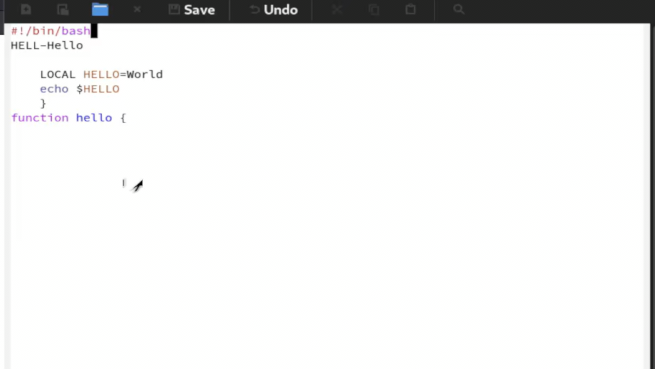 Save Undo
#!/bin/bash
HELL-Hello
LOCAL HELLO=World
echo $HELLO
}
function hello {